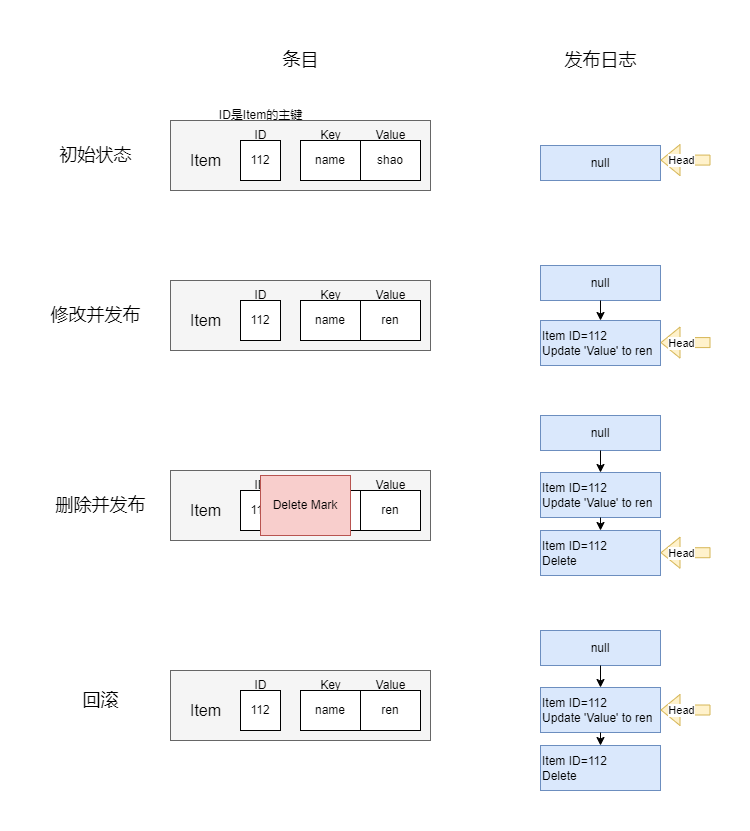 条目
发布日志
初始状态
ID是Item的主键
ID
Key
Value
Item
112
name
shao
null
Head
修改并发布
ID
Key
Value
Item
112
name
ren
null
Item ID=112
Update 'Value' to ren
Head
删除并发布
Value
Item
Delete Mark
ren
null
Item ID=112
Update 'Value' to ren
Item ID=112
Delete
Head
回滚
ID
Key
Value
Item
112
name
ren
null
Item ID=112
Update 'Value' to ren
Head
Item ID=112
Delete